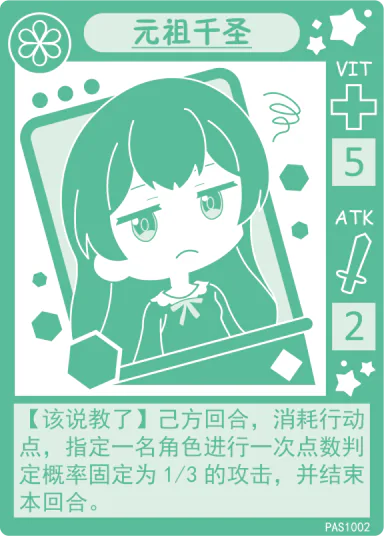 元祖千圣
VIT
5
ATK
2
【该说教了】己方回合，消耗行动
点，指定一名角色进行一次点数判
定概率固定为1/3的攻击，并结束
本回合。
PAS1002